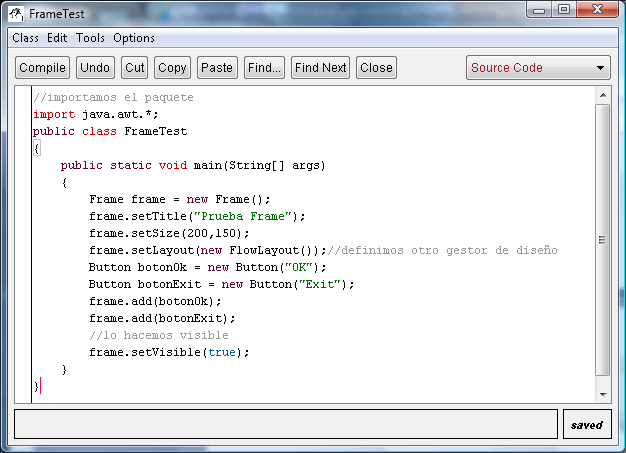 FrameTest
Class Edit Tools Options
Compile Undo Cut Copy Paste Find... Find Next Close Source Code
//importamos el paquete
import java.awt.*;
public class FrameTest
{
    public static void main(String[] args)
    {
        Frame frame = new Frame();
        frame.setTitle("Prueba Frame");
        frame.setSize(200,150);
        frame.setLayout(new FlowLayout());//definimos otro gestor de diseño
        Button botonOk = new Button("OK");
        Button botonExit = new Button("Exit");
        frame.add(botonOk);
        frame.add(botonExit);
        //lo hacemos visible
        frame.setVisible(true);
    }
}
saved